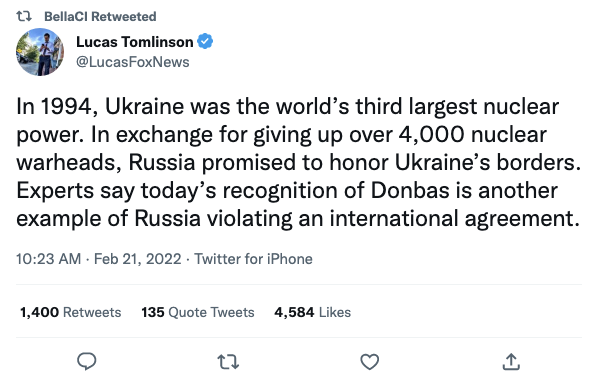 BellaCI Retweeted
Lucas Tomlinson
@LucasFoxNews
In 1994, Ukraine was the world’s third largest nuclear
power. In exchange for giving up over 4,000 nuclear
warheads, Russia promised to honor Ukraine’s borders.
Experts say today’s recognition of Donbas is another
example of Russia violating an international agreement.
10:23 AM · Feb 21, 2022 · Twitter for iPhone
1,400 Retweets 135 Quote Tweets 4,584 Likes